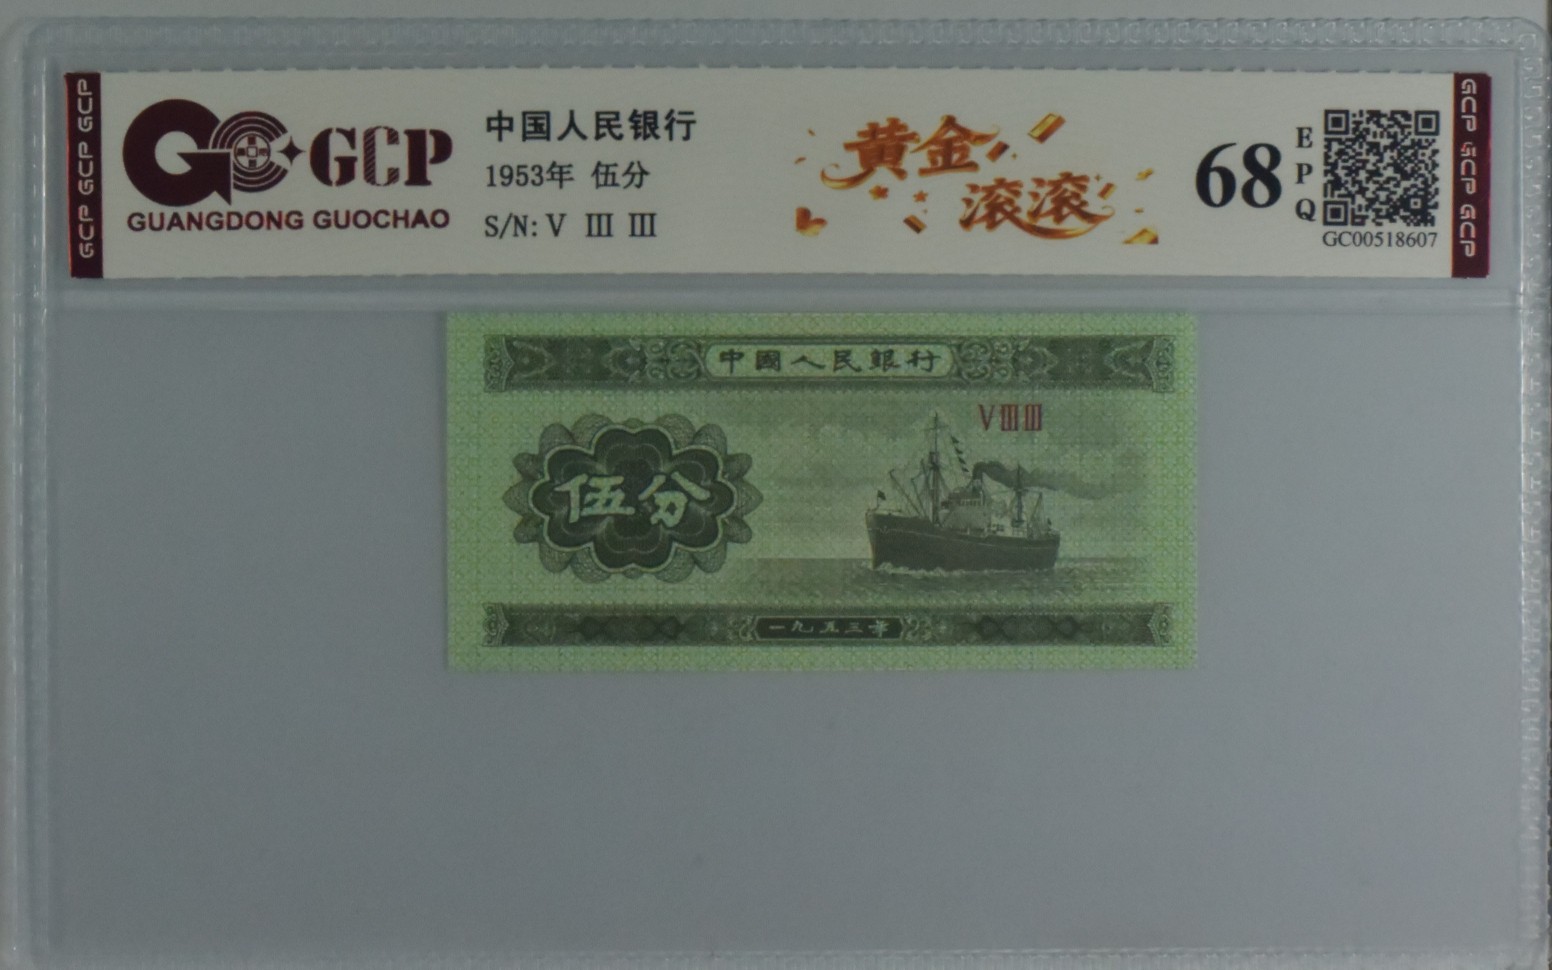 GCP GCP GCP
GCP
GUANGDONG GUOCHAO
中国人民银行
1953年 伍分
S/N: V III III
黄金
滚滚
68
EPQ
GC00518607
GCP GCP GCP
中國人民銀行
V III III
伍分
一九五三年